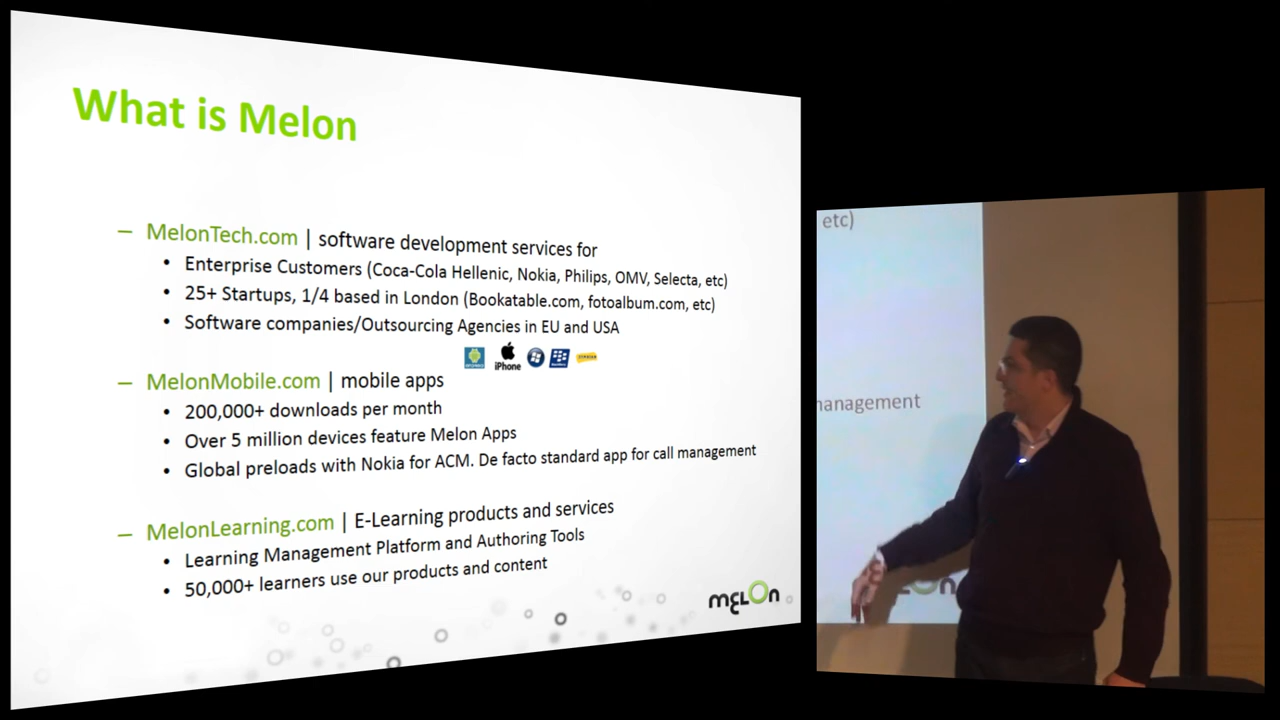 What is Melon
– MelonTech.com | software development services for
• Enterprise Customers (Coca-Cola Hellenic, Nokia, Philips, OMV, Selecta, etc)
• 25+ Startups, 1/4 based in London (Bookatable.com, fotoalbum.com, etc)
• Software companies/Outsourcing Agencies in EU and USA
iPhone
– MelonMobile.com | mobile apps
• 200,000+ downloads per month
• Over 5 million devices feature Melon Apps
• Global preloads with Nokia for ACM. De facto standard app for call management
– MelonLearning.com | E-Learning products and services
• Learning Management Platform and Authoring Tools
• 50,000+ learners use our products and content
mελOn
etc)
management